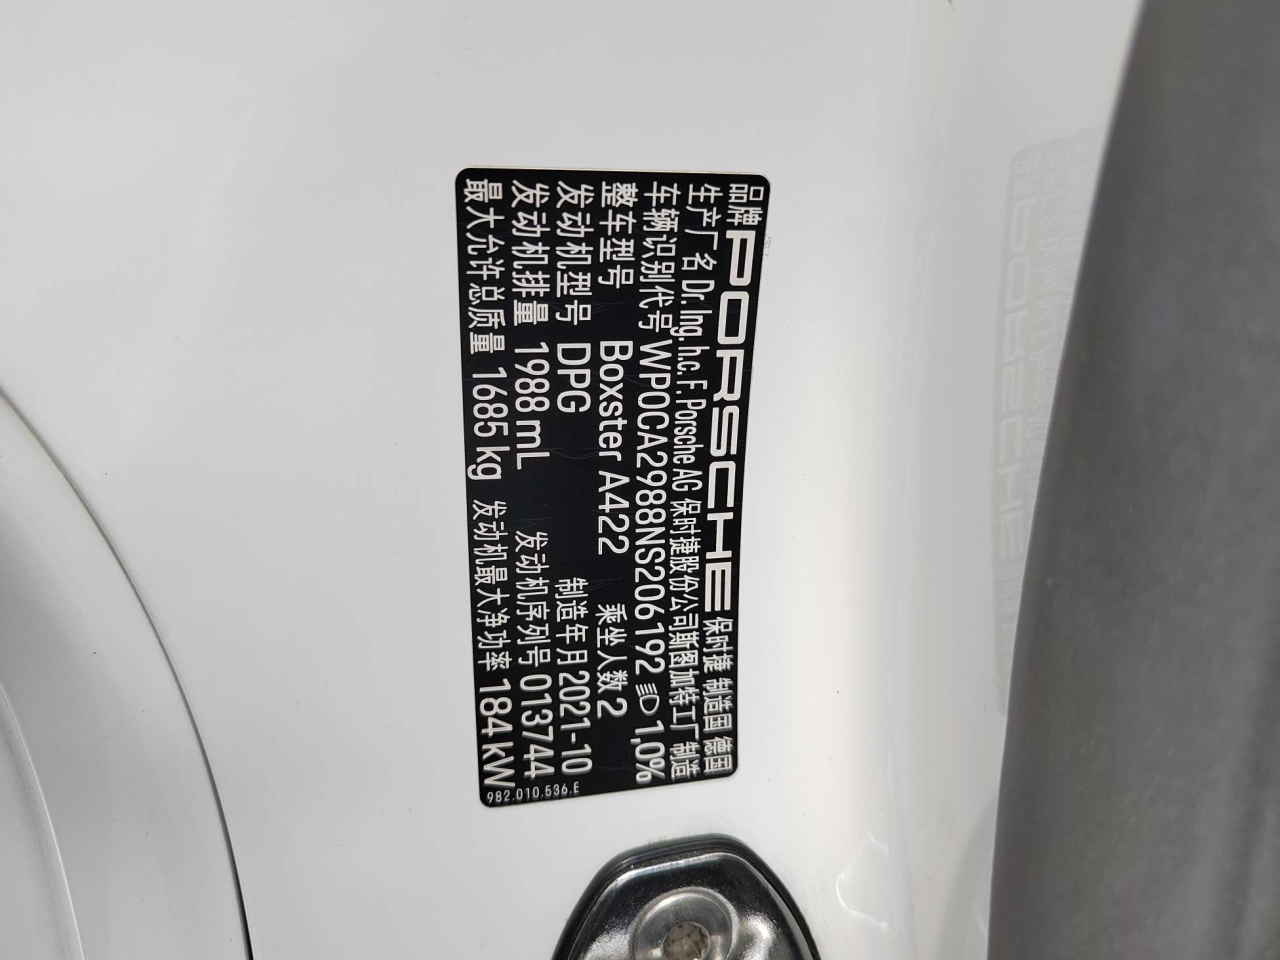 品牌 PORSCHE 保时捷 制造国 德国
生产厂名 Dr. Ing. h.c. F. Porsche AG 保时捷股份公司斯图加特工厂 制造
车辆识别代号 WP0CA2988NS206192 1,0%
整车型号 Boxster A422 乘坐人数 2
发动机型号 DPG 制造年月 2021-10
发动机排量 1988 mL 发动机序列号 013744
最大允许总质量 1685 kg 发动机最大净功率 184 kW
982.010.536.E